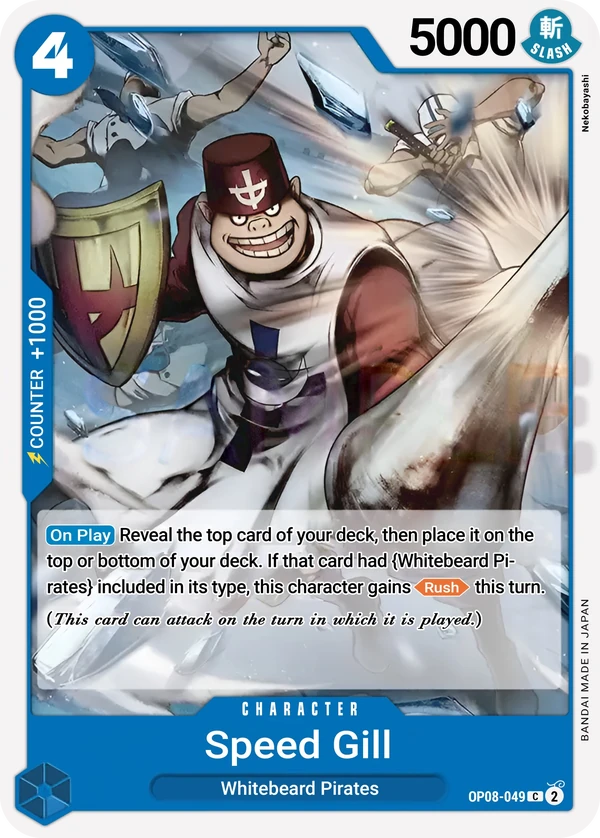 4
5000
斬
SLASH
Nekobayashi
COUNTER +1000
SAMPLE
On Play Reveal the top card of your deck, then place it on the
top or bottom of your deck. If that card had {Whitebeard Pi-
rates} included in its type, this character gains Rush this turn.
(This card can attack on the turn in which it is played.)
BANDAI MADE IN JAPAN
CHARACTER
Speed Gill
Whitebeard Pirates
OP08-049 C 2